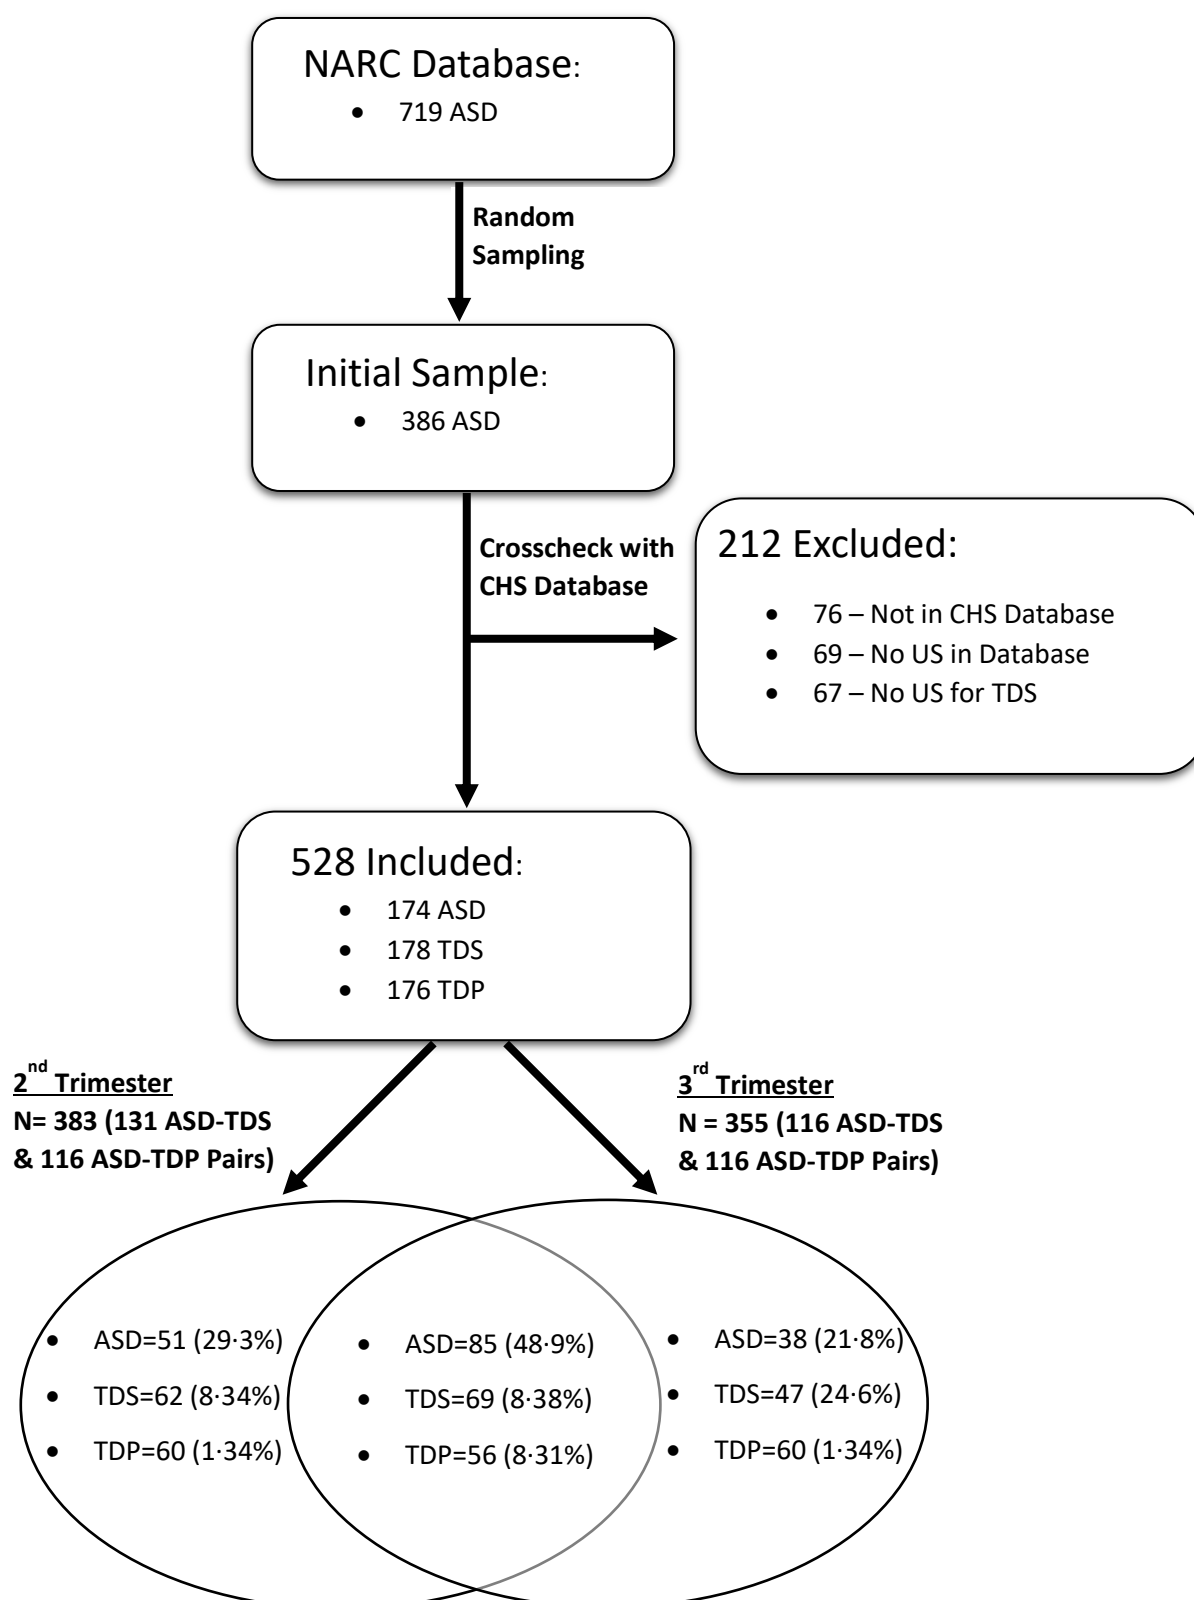 NARC Database:
• 719 ASD
Random
Sampling
Initial Sample:
• 386 ASD
Crosscheck with
CHS Database
212 Excluded:
• 76 – Not in CHS Database
• 69 – No US in Database
• 67 – No US for TDS
528 Included:
• 174 ASD
• 178 TDS
• 176 TDP
2nd Trimester
N= 383 (131 ASD-TDS
& 116 ASD-TDP Pairs)
3rd Trimester
N = 355 (116 ASD-TDS
& 116 ASD-TDP Pairs)
• ASD=51 (29·3%)
• TDS=62 (8·34%)
• TDP=60 (1·34%)
• ASD=85 (48·9%)
• TDS=69 (8·38%)
• TDP=56 (8·31%)
• ASD=38 (21·8%)
• TDS=47 (24·6%)
• TDP=60 (1·34%)